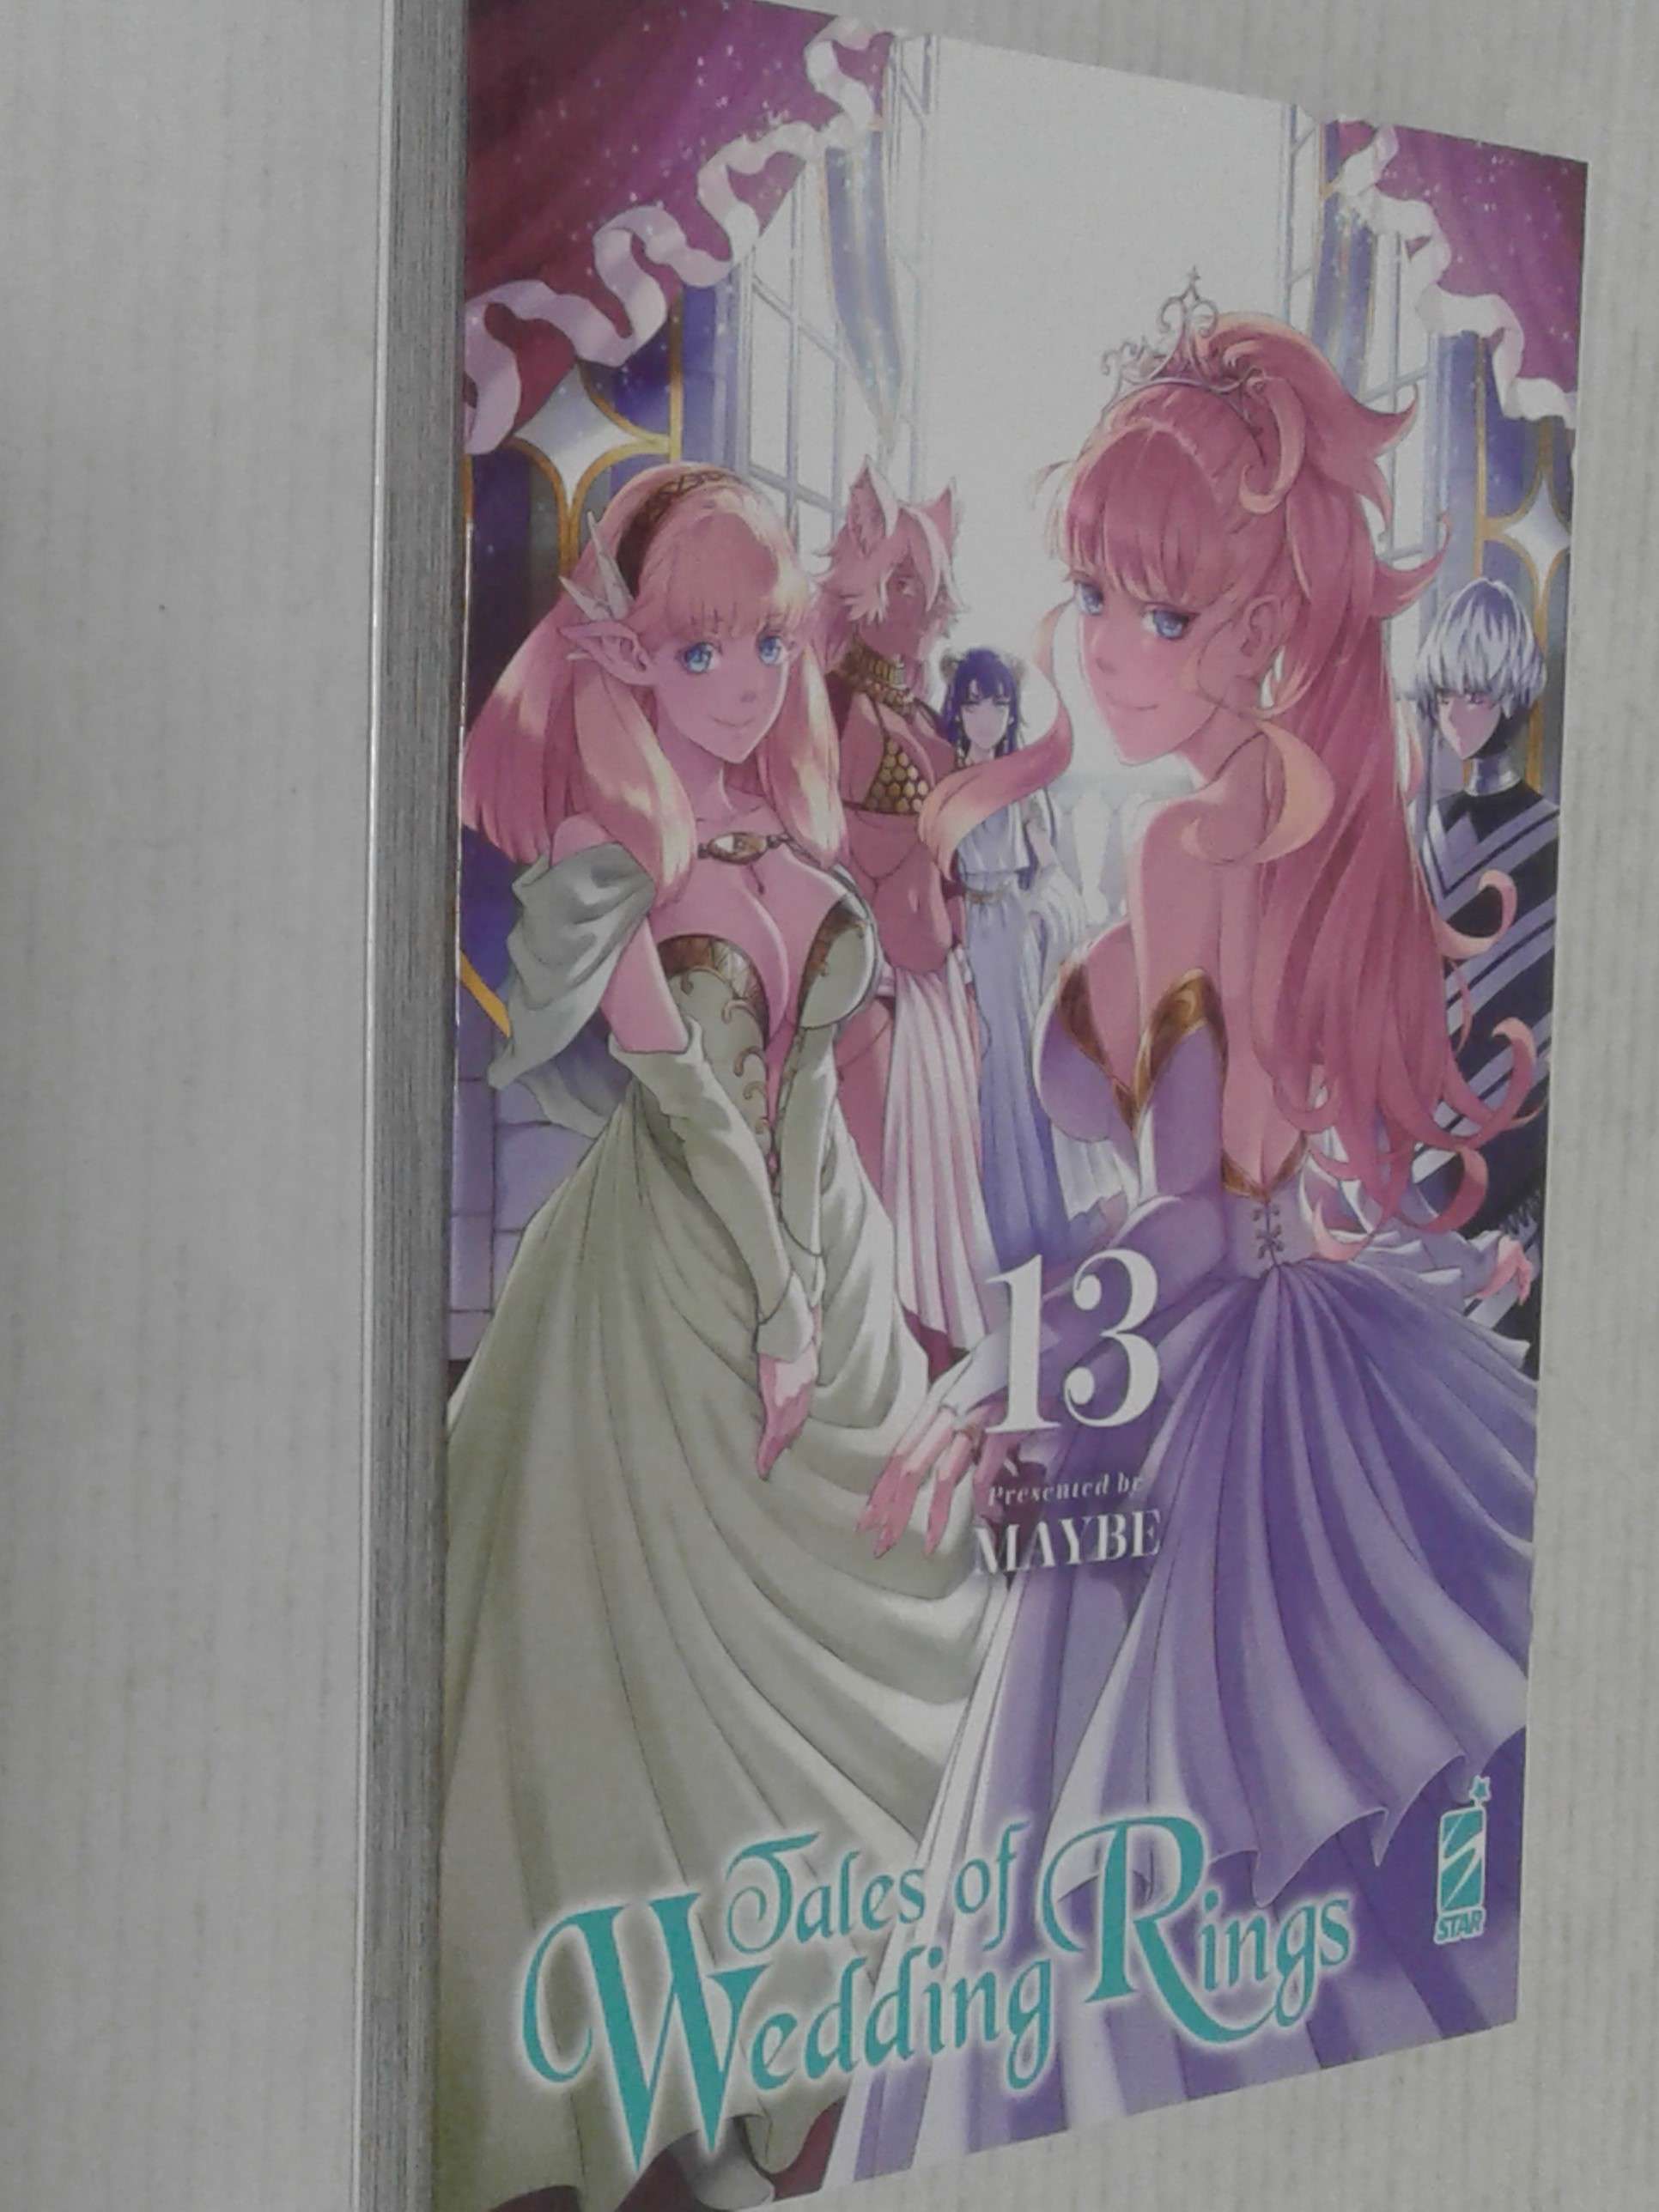 13
Presented by
MAYBE
Tales of
Wedding Rings
STAR